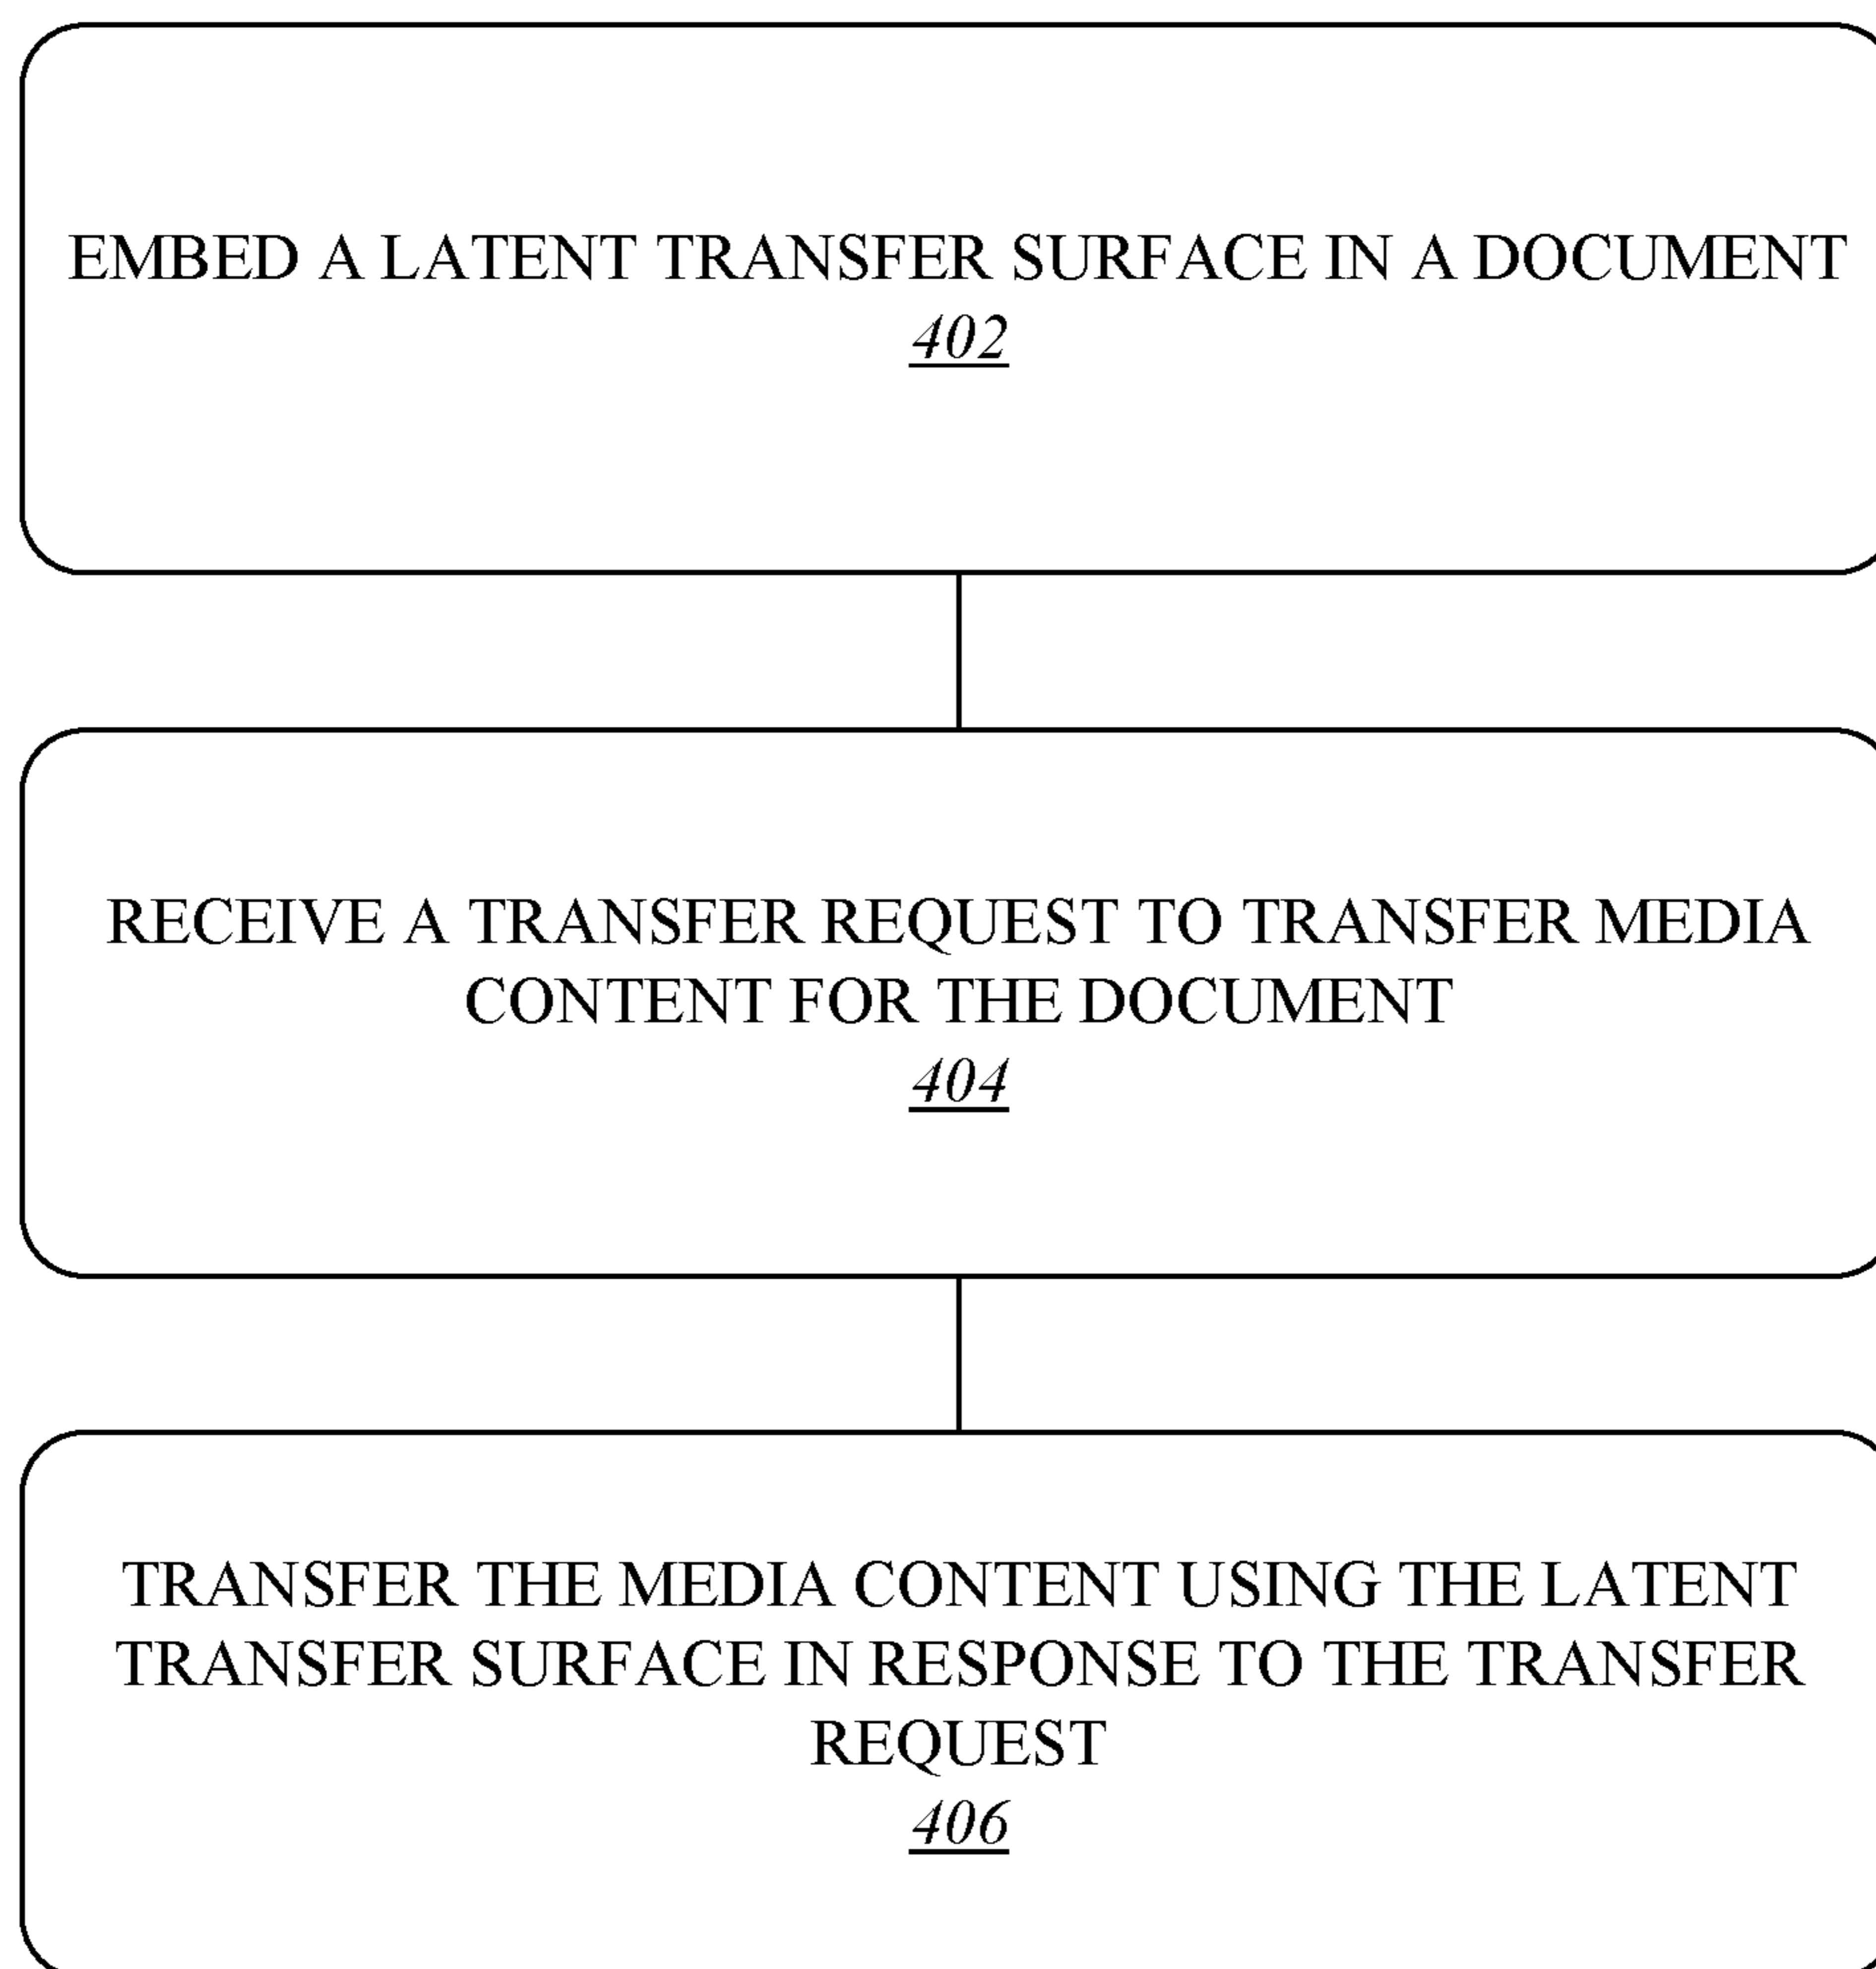 EMBED A LATENT TRANSFER SURFACE IN A DOCUMENT
402
RECEIVE A TRANSFER REQUEST TO TRANSFER MEDIA
CONTENT FOR THE DOCUMENT
404
TRANSFER THE MEDIA CONTENT USING THE LATENT
TRANSFER SURFACE IN RESPONSE TO THE TRANSFER
REQUEST
406